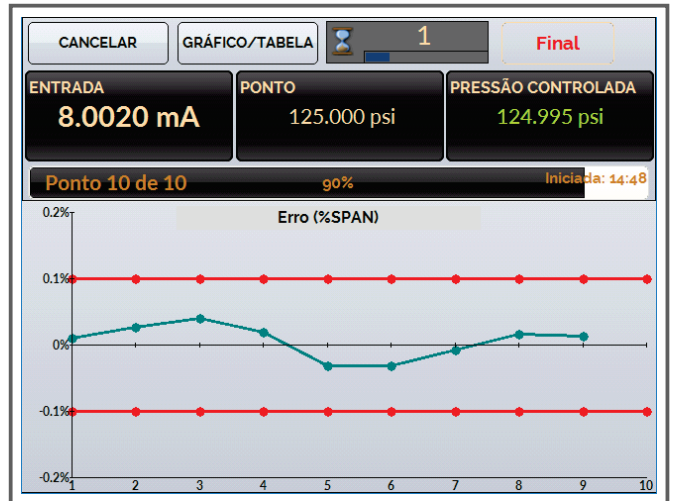 CANCELAR GRÁFICO/TABELA 1 Final
ENTRADA PONTO PRESSÃO CONTROLADA
8.0020 mA 125.000 psi 124.995 psi
Ponto 10 de 10 90% Iniciada: 14:48
Erro (%SPAN)
0.2%
0.1%
0%
-0.1%
-0.2%
1 2 3 4 5 6 7 8 9 10